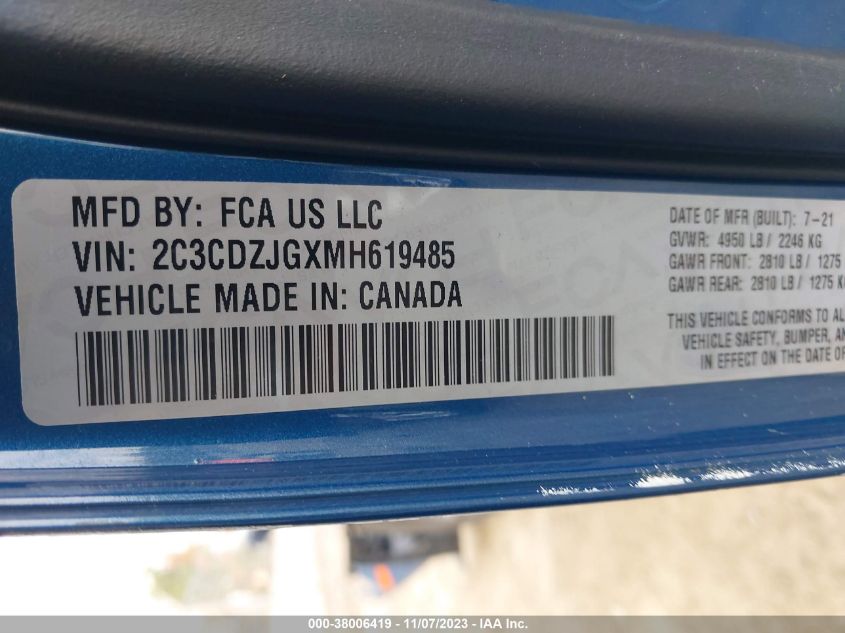 MFD BY: FCA US LLC
VIN: 2C3CDZJGXMH619485
VEHICLE MADE IN: CANADA
DATE OF MFR (BUILT): 7-21
GVWR: 4950 LB / 2246 KG
GAWR FRONT: 2810 LB / 1275
GAWR REAR: 2810 LB / 1275 K
THIS VEHICLE CONFORMS TO AL
VEHICLE SAFETY, BUMPER, AN
IN EFFECT ON THE DATE OF
000-38006419 - 11/07/2023 - IAA Inc.